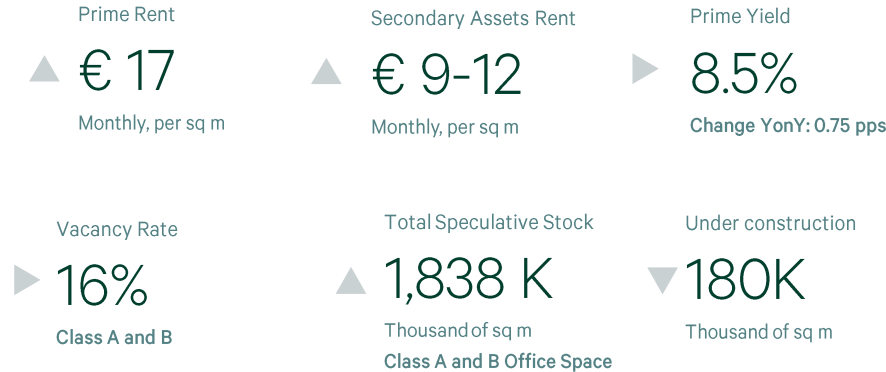 Prime Rent
€ 17
Monthly, per sq m
Secondary Assets Rent
€ 9-12
Monthly, per sq m
Prime Yield
8.5%
Change YonY: 0.75 pps
Vacancy Rate
16%
Class A and B
Total Speculative Stock
1,838 K
Thousand of sq m
Class A and B Office Space
Under construction
180K
Thousand of sq m